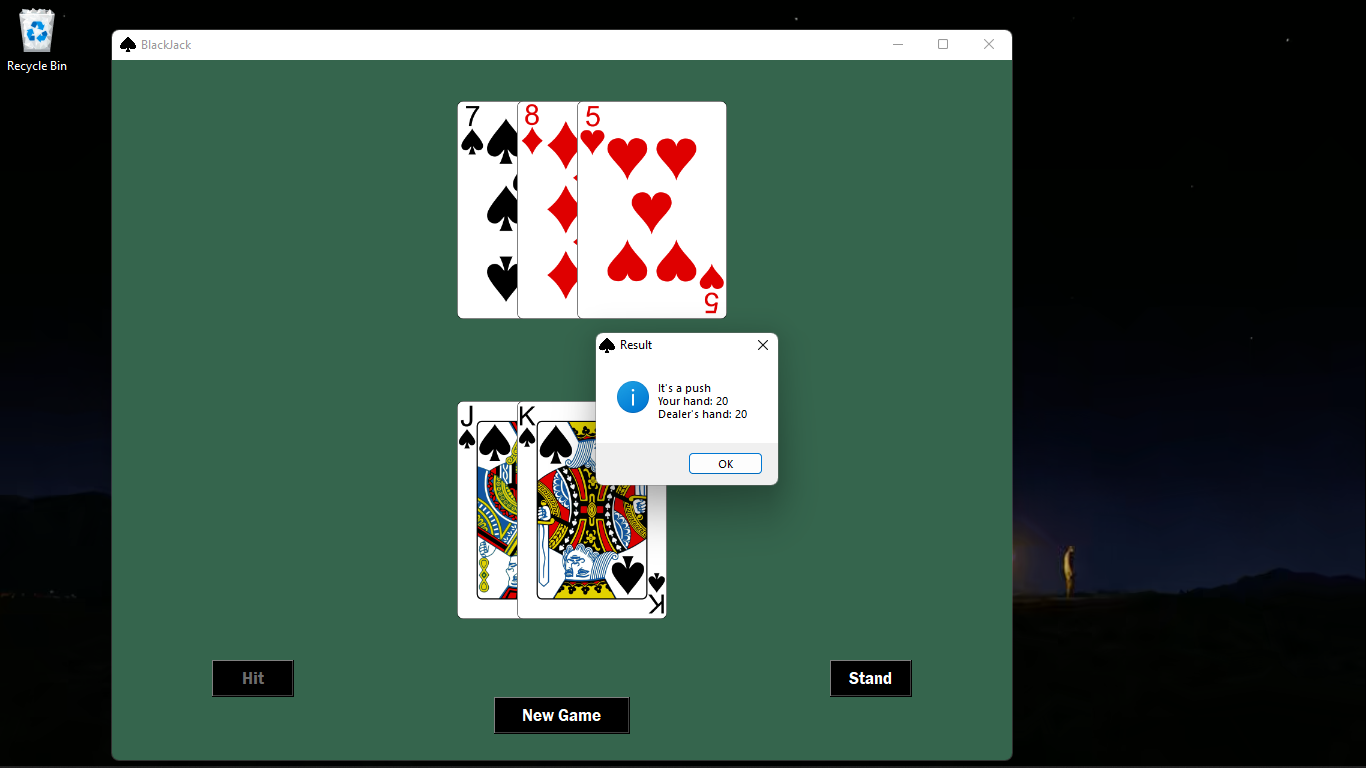 Recycle Bin
BlackJack
7
8
5
5
Result
It's a push
Your hand: 20
Dealer's hand: 20
OK
J
K
K
Hit
Stand
New Game